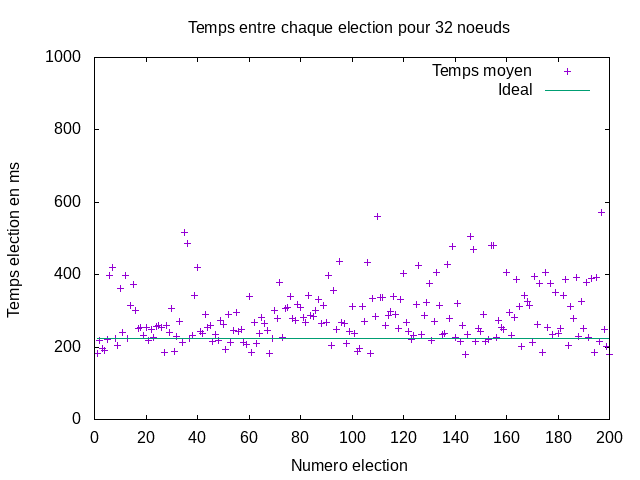 Temps entre chaque election pour 32 noeuds
1000
800
600
400
200
0
Temps election en ms
Temps moyen
Ideal
0 20 40 60 80 100 120 140 160 180 200
Numero election